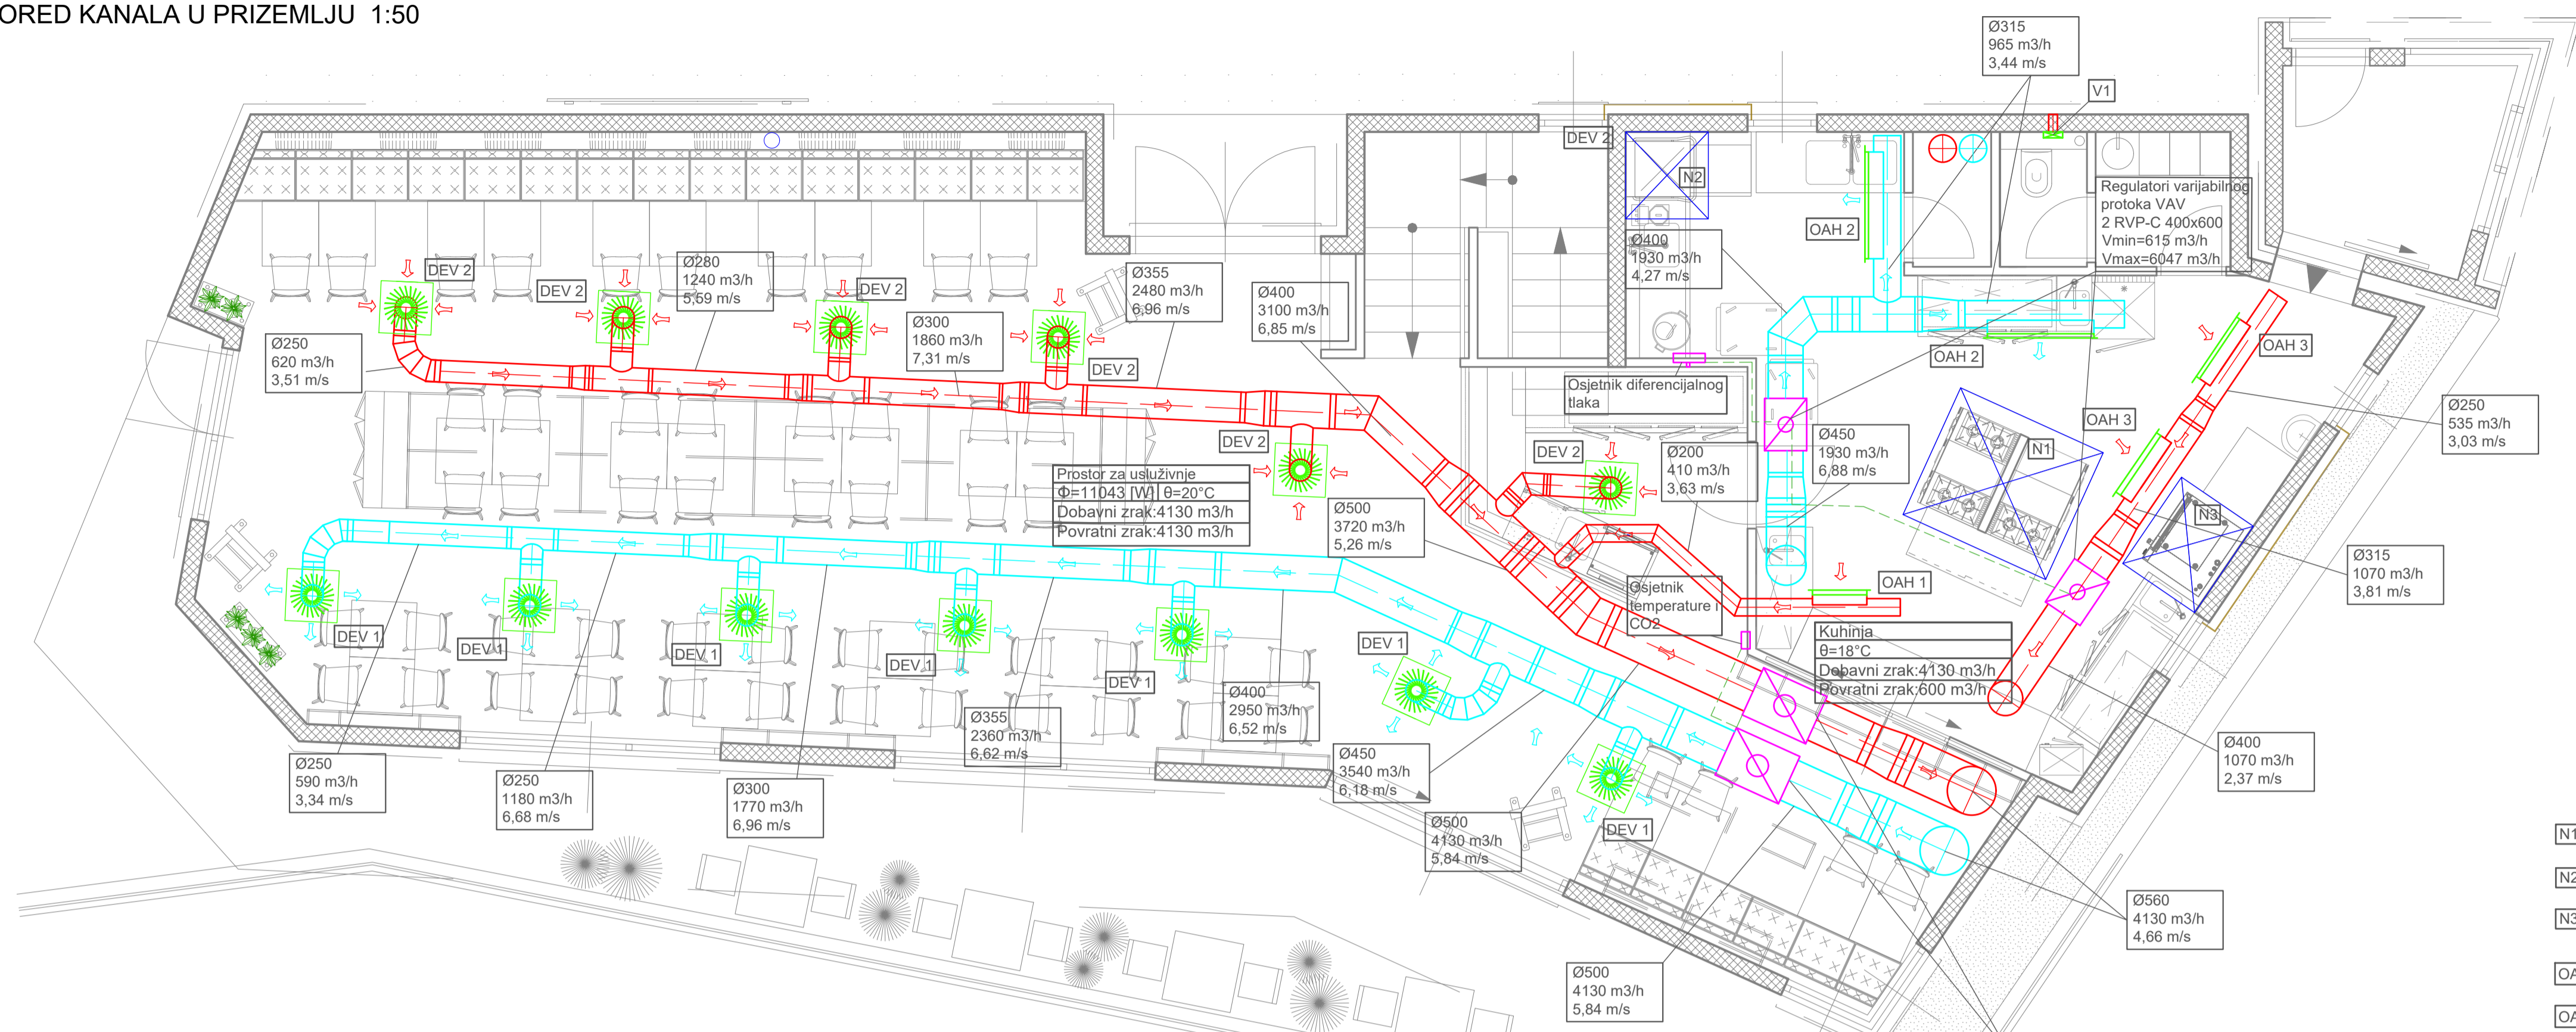 ORED KANALA U PRIZEMLJU 1:50
Ø315
965 m3/h
3,44 m/s
V1
DEV 2
N2
Regulatori varijabilnog
protoka VAV
2 RVP-C 400x600
Vmin=615 m3/h
Vmax=6047 m3/h
OAH 2
Ø400
1930 m3/h
4,27 m/s
DEV 2
DEV 2
Ø280
1240 m3/h
5,59 m/s
DEV 2
Ø355
2480 m3/h
6,96 m/s
Ø400
3100 m3/h
6,85 m/s
Ø300
1860 m3/h
7,31 m/s
Ø250
620 m3/h
3,51 m/s
DEV 2
OAH 2
OAH 3
Osjetnik diferencijalnog
tlaka
OAH 3
Ø250
535 m3/h
3,03 m/s
DEV 2
DEV 2
Ø200
410 m3/h
3,63 m/s
Ø450
1930 m3/h
6,88 m/s
N1
Prostor za usluživnje
Φ=11043 [W] θ=20°C
Dobavni zrak:4130 m3/h
Povratni zrak:4130 m3/h
Ø500
3720 m3/h
5,26 m/s
N3
Ø315
1070 m3/h
3,81 m/s
Osjetnik
temperature i
CO2
OAH 1
Kuhinja
θ=18°C
Dobavni zrak:4130 m3/h
Povratni zrak:600 m3/h
DEV 1
DEV 1
DEV 1
DEV 1
DEV 1
DEV 1
Ø400
2950 m3/h
6,52 m/s
Ø355
2360 m3/h
6,62 m/s
Ø450
3540 m3/h
6,18 m/s
Ø400
1070 m3/h
2,37 m/s
Ø250
590 m3/h
3,34 m/s
Ø250
1180 m3/h
6,68 m/s
Ø300
1770 m3/h
6,96 m/s
Ø500
4130 m3/h
5,84 m/s
DEV 1
N1
N2
N3
Ø560
4130 m3/h
4,66 m/s
Ø500
4130 m3/h
5,84 m/s
OA
OA